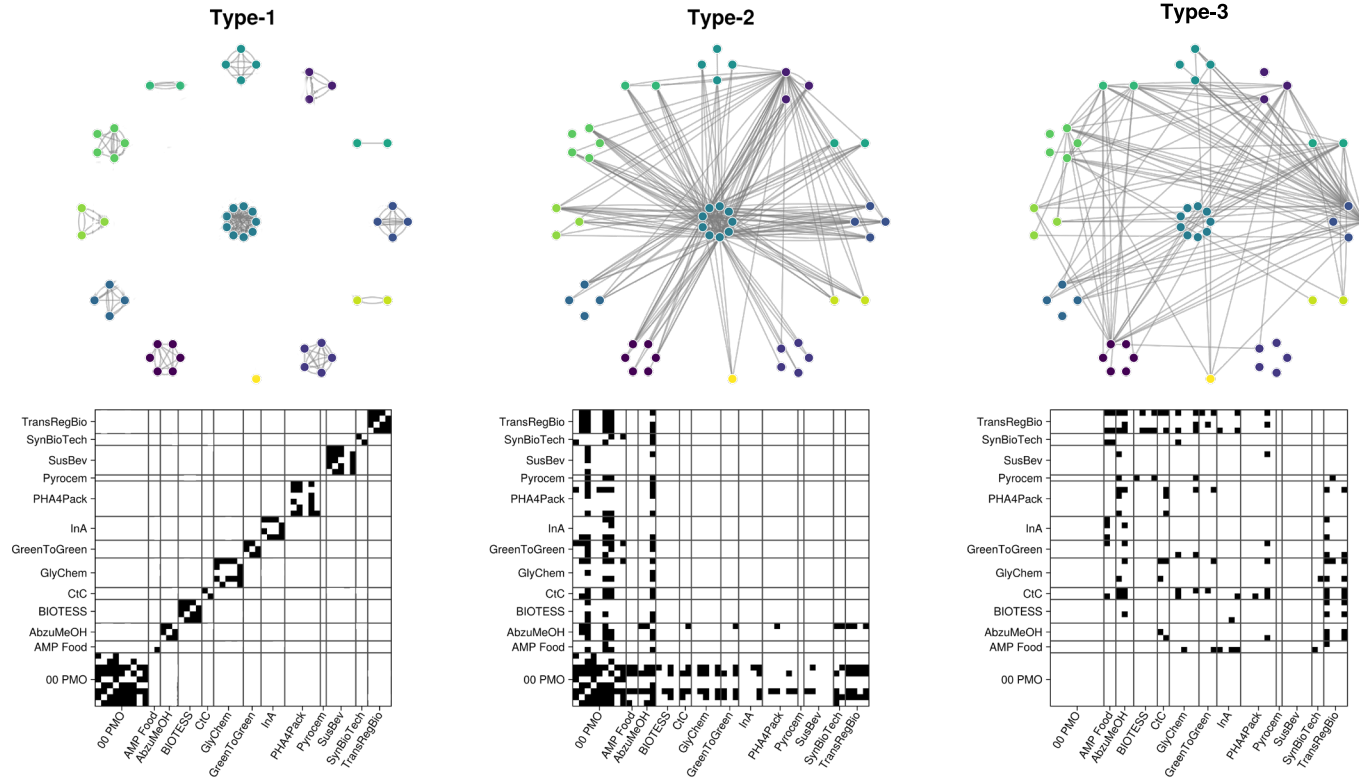 Type-1
Type-2
Type-3
TransRegBio
SynBioTech
SusBev
Pyrocem
PHA4Pack
InA
GreenToGreen
GlyChem
CtC
BIOTESS
AbzuMeOH
AMP Food
00 PMO
00 PMO
AMP Food
AbzuMeOH
BIOTESS
CtC
GlyChem
GreenToGreen
InA
PHA4Pack
Pyrocem
SusBev
SynBioTech
TransRegBio
TransRegBio
SynBioTech
SusBev
Pyrocem
PHA4Pack
InA
GreenToGreen
GlyChem
CtC
BIOTESS
AbzuMeOH
AMP Food
00 PMO
00 PMO
AMP Food
AbzuMeOH
BIOTESS
CtC
GlyChem
GreenToGreen
InA
PHA4Pack
Pyrocem
SusBev
SynBioTech
TransRegBio
TransRegBio
SynBioTech
SusBev
Pyrocem
PHA4Pack
InA
GreenToGreen
GlyChem
CtC
BIOTESS
AbzuMeOH
AMP Food
00 PMO
00 PMO
AMP Food
AbzuMeOH
BIOTESS
CtC
GlyChem
GreenToGreen
InA
PHA4Pack
Pyrocem
SusBev
SynBioTech
TransRegBio